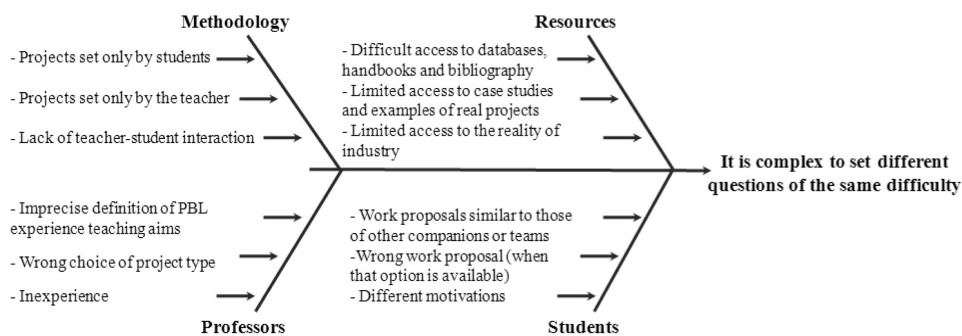 Methodology
- Projects set only by students
- Projects set only by the teacher
- Lack of teacher-student interaction
Resources
- Difficult access to databases,
handbooks and bibliography
- Limited access to case studies
and examples of real projects
- Limited access to the reality of
industry
It is complex to set different
questions of the same difficulty
- Imprecise definition of PBL
experience teaching aims
- Wrong choice of project type
- Inexperience
Professors
- Work proposals similar to those
of other companions or teams
-Wrong work proposal (when
that option is available)
- Different motivations
Students